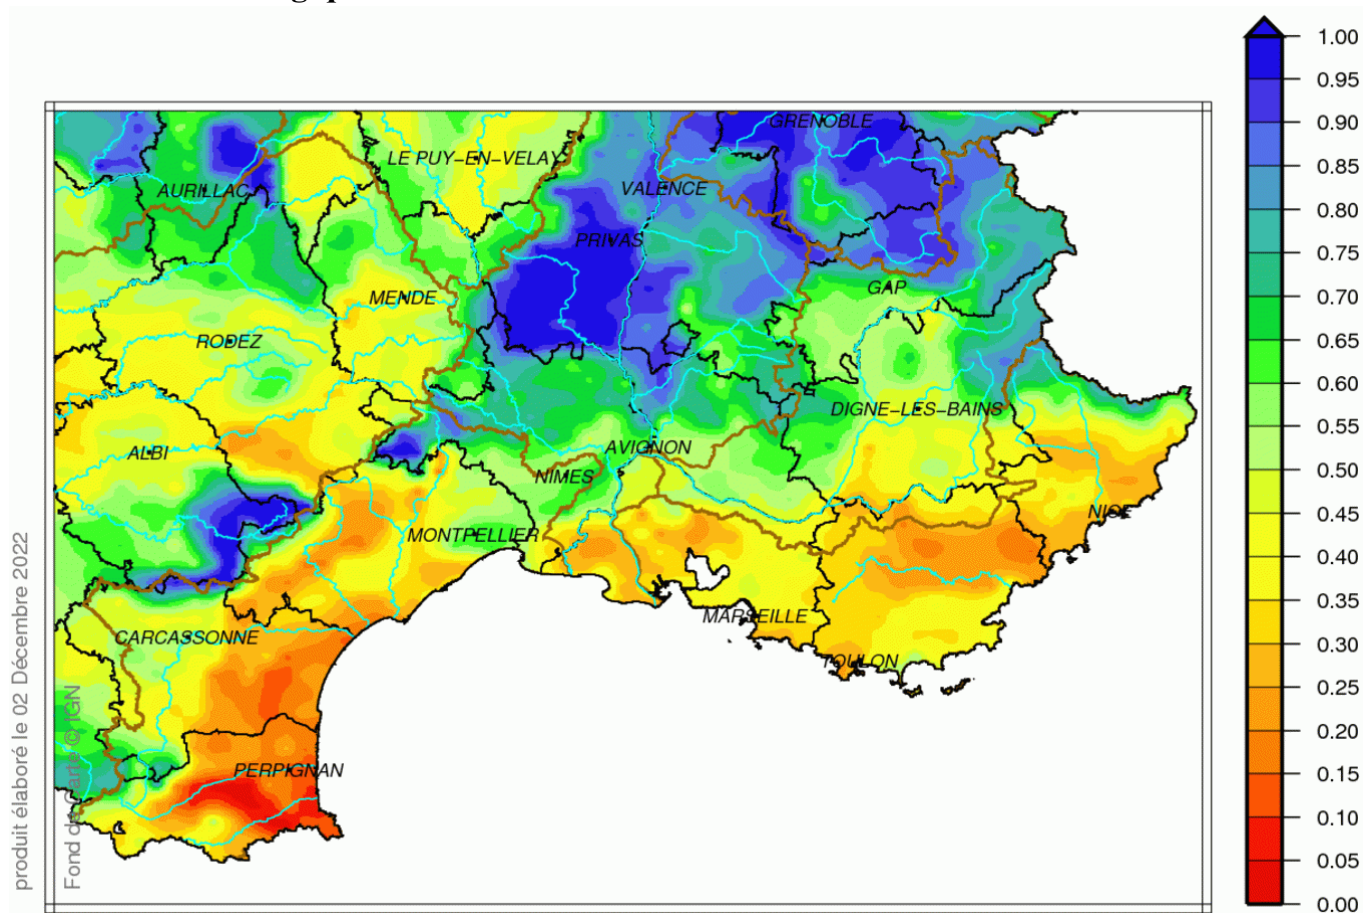 GRENOBLE
LE PUY–EN–VELAY
AURILLAC
VALENCE
PRIVAS
GAP
MENDE
RODEZ
DIGNE–LES–BAINS
ALBI
AVIGNON
NIMES
NICE
MONTPELLIER
MARSEILLE
CARCASSONNE
TOULON
PERPIGNAN
produit élaboré le 02 Décembre 2022
Fond de Carte © IGN
1.00
0.95
0.90
0.85
0.80
0.75
0.70
0.65
0.60
0.55
0.50
0.45
0.40
0.35
0.30
0.25
0.20
0.15
0.10
0.05
0.00